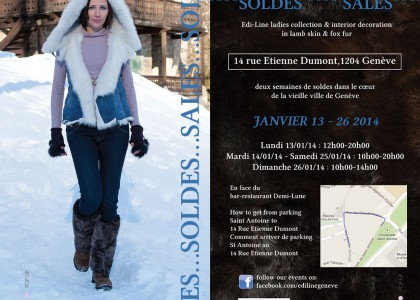 SOLDES SALES
Edi-Line ladies collection & interior decoration
in lamb skin & fox fur
14 rue Etienne Dumont,1204 Genève
deux semaines de soldes dans le cœur
de la vieille ville de Genève
JANVIER 13 - 26 2014
Lundi 13/01/14 : 12h00-20h00
Mardi 14/01/14 - Samedi 25/01/14 : 10h00-20h00
Dimanche 26/01/14 : 10h00-14h00
En face du
bar-restaurant Demi-Lune
How to get from parking
Saint Antoine to
14 Rue Etienne Dumont
Comment arriver de parking
St Antoine au
14 Rue Etienne Dumont
follow our events on:
facebook.com/edilinegeneve
ES...SOLDES...SALES...SOL